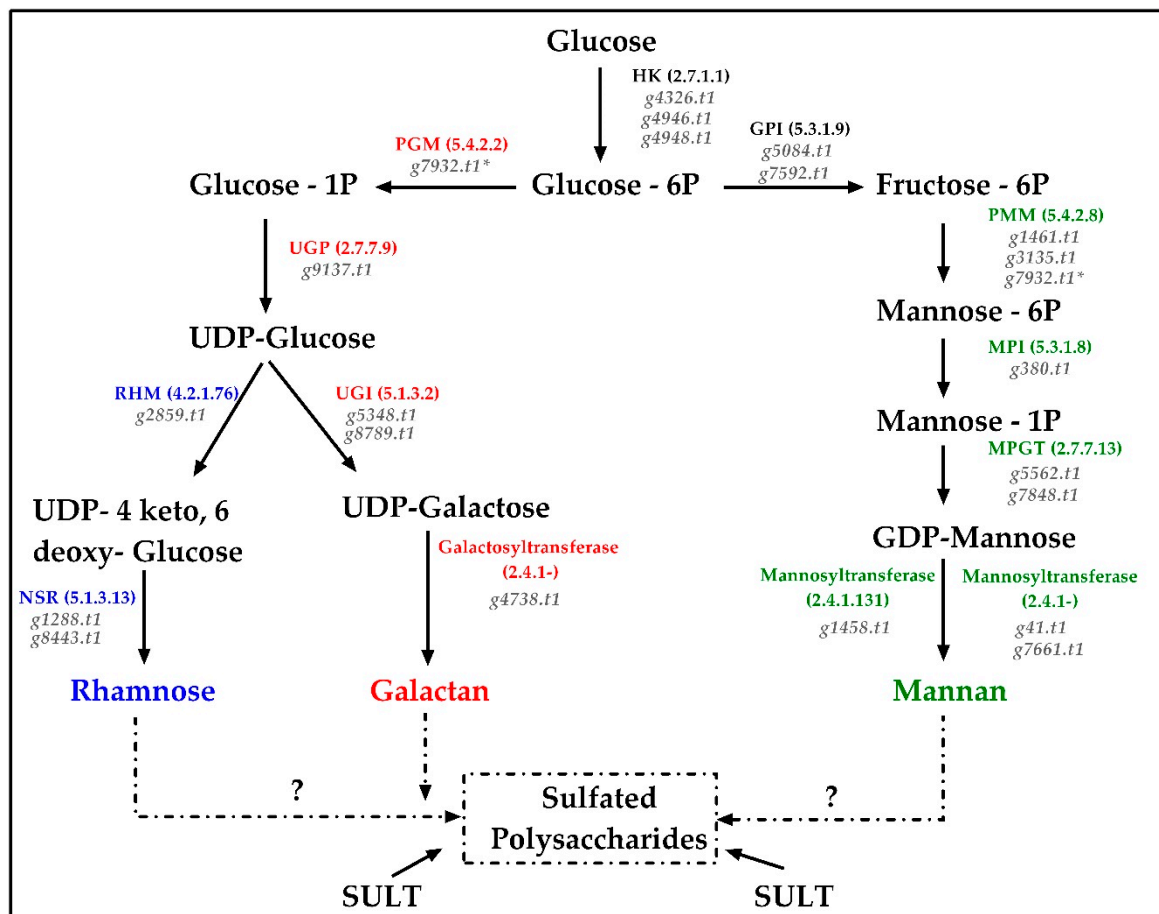 Glucose
HK (2.7.1.1)
g4326.t1
g4946.t1
g4948.t1
GPI (5.3.1.9)
g5084.t1
g7592.t1
PGM (5.4.2.2)
g7932.t1*
Glucose - 1P
Glucose - 6P
Fructose - 6P
UGP (2.7.7.9)
g9137.t1
PMM (5.4.2.8)
g1461.t1
g3135.t1
g7932.t1*
UDP-Glucose
Mannose - 6P
RHM (4.2.1.76)
g2859.t1
UGI (5.1.3.2)
g5348.t1
g8789.t1
MPI (5.3.1.8)
g380.t1
Mannose - 1P
MPGT (2.7.7.13)
g5562.t1
g7848.t1
UDP- 4 keto, 6
deoxy- Glucose
UDP-Galactose
GDP-Mannose
NSR (5.1.3.13)
g1288.t1
g8443.t1
Galactosyltransferase
(2.4.1-)
g4738.t1
Mannosyltransferase
(2.4.1.131)
g1458.t1
Mannosyltransferase
(2.4.1-)
g41.t1
g7661.t1
Rhamnose
Galactan
Mannan
?
?
Sulfated
Polysaccharides
SULT
SULT